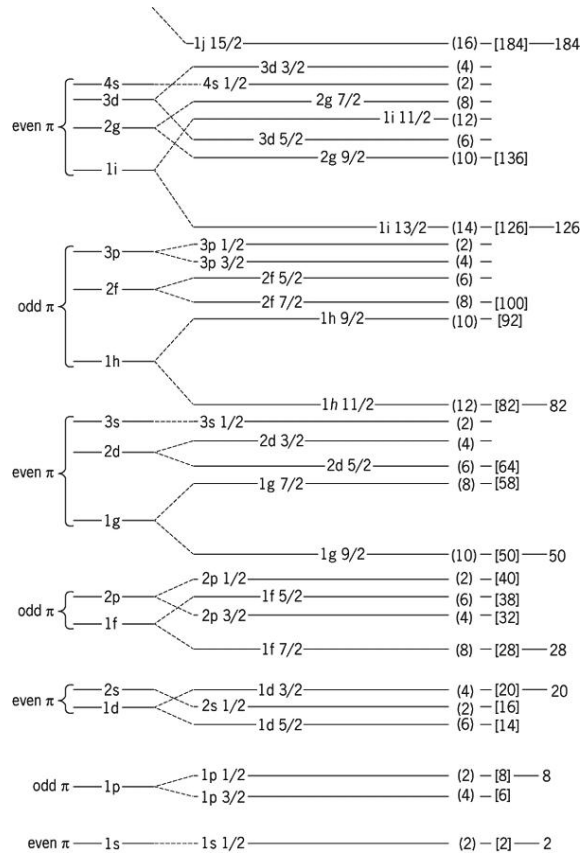 1j 15/2 (16) [184] 184
3d 3/2 (4)
4s 4s 1/2 (2)
3d
2g 7/2 (8)
1i 11/2 (12)
even π 2g
3d 5/2 (6)
2g 9/2 (10) [136]
1i
1i 13/2 (14) [126] 126
3p 3p 1/2 (2)
3p 3/2 (4)
2f 5/2 (6)
2f
2f 7/2 (8) [100]
odd π
1h 9/2 (10) [92]
1h
1h 11/2 (12) [82] 82
3s 3s 1/2 (2)
2d 3/2 (4)
2d
2d 5/2 (6) [64]
even π
1g 7/2 (8) [58]
1g
1g 9/2 (10) [50] 50
2p 1/2 (2) [40]
2p 1f 5/2 (6) [38]
odd π
2p 3/2 (4) [32]
1f
1f 7/2 (8) [28] 28
2s 1d 3/2 (4) [20] 20
even π
1d 2s 1/2 (2) [16]
1d 5/2 (6) [14]
1p 1/2 (2) [8] 8
odd π 1p
1p 3/2 (4) [6]
even π 1s 1s 1/2 (2) [2] 2